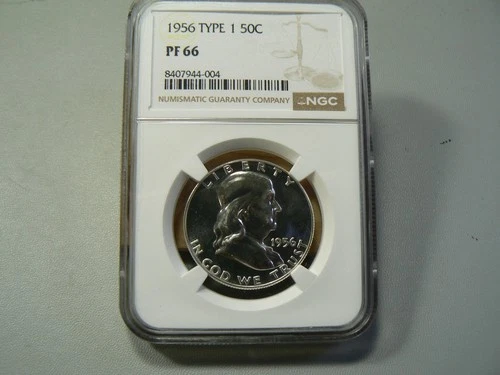 1956 TYPE 1 50C
PF 66
8407944-004
NUMISMATIC GUARANTY COMPANY
NGC
LIBERTY
1956
IN GOD WE TRUST